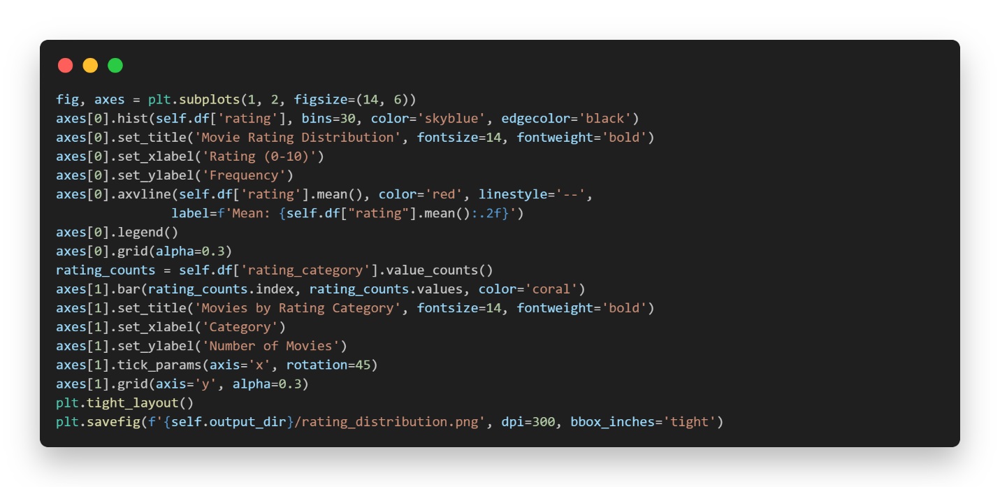 fig, axes = plt.subplots(1, 2, figsize=(14, 6))
axes[0].hist(self.df['rating'], bins=30, color='skyblue', edgecolor='black')
axes[0].set_title('Movie Rating Distribution', fontsize=14, fontweight='bold')
axes[0].set_xlabel('Rating (0-10)')
axes[0].set_ylabel('Frequency')
axes[0].axvline(self.df['rating'].mean(), color='red', linestyle='--',
               label=f'Mean: {self.df["rating"].mean():.2f}')
axes[0].legend()
axes[0].grid(alpha=0.3)
rating_counts = self.df['rating_category'].value_counts()
axes[1].bar(rating_counts.index, rating_counts.values, color='coral')
axes[1].set_title('Movies by Rating Category', fontsize=14, fontweight='bold')
axes[1].set_xlabel('Category')
axes[1].set_ylabel('Number of Movies')
axes[1].tick_params(axis='x', rotation=45)
axes[1].grid(axis='y', alpha=0.3)
plt.tight_layout()
plt.savefig(f'{self.output_dir}/rating_distribution.png', dpi=300, bbox_inches='tight')